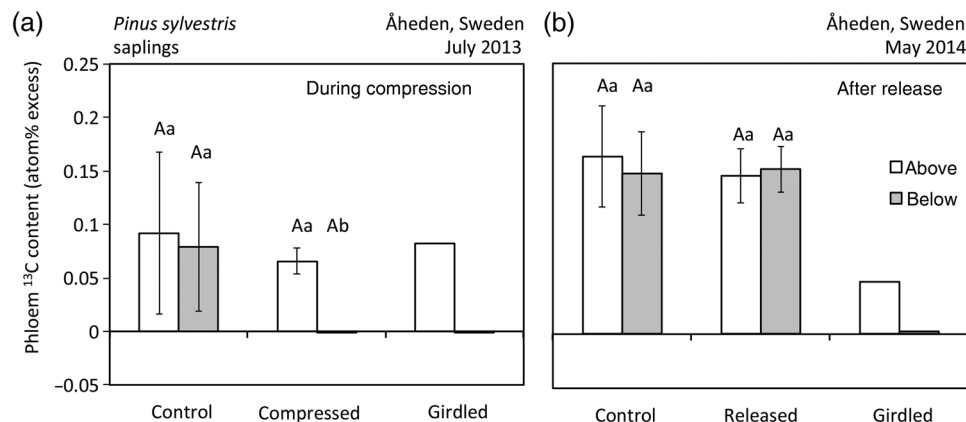 (a)
Pinus sylvestris
saplings
Åheden, Sweden
July 2013
During compression
Phloem ¹³C content (atom% excess)
0.25
0.2
0.15
0.1
0.05
0
−0.05
Aa
Aa
Aa
Ab
Control
Compressed
Girdled
(b)
Åheden, Sweden
May 2014
After release
Aa
Aa
Aa
Aa
Above
Below
Control
Released
Girdled